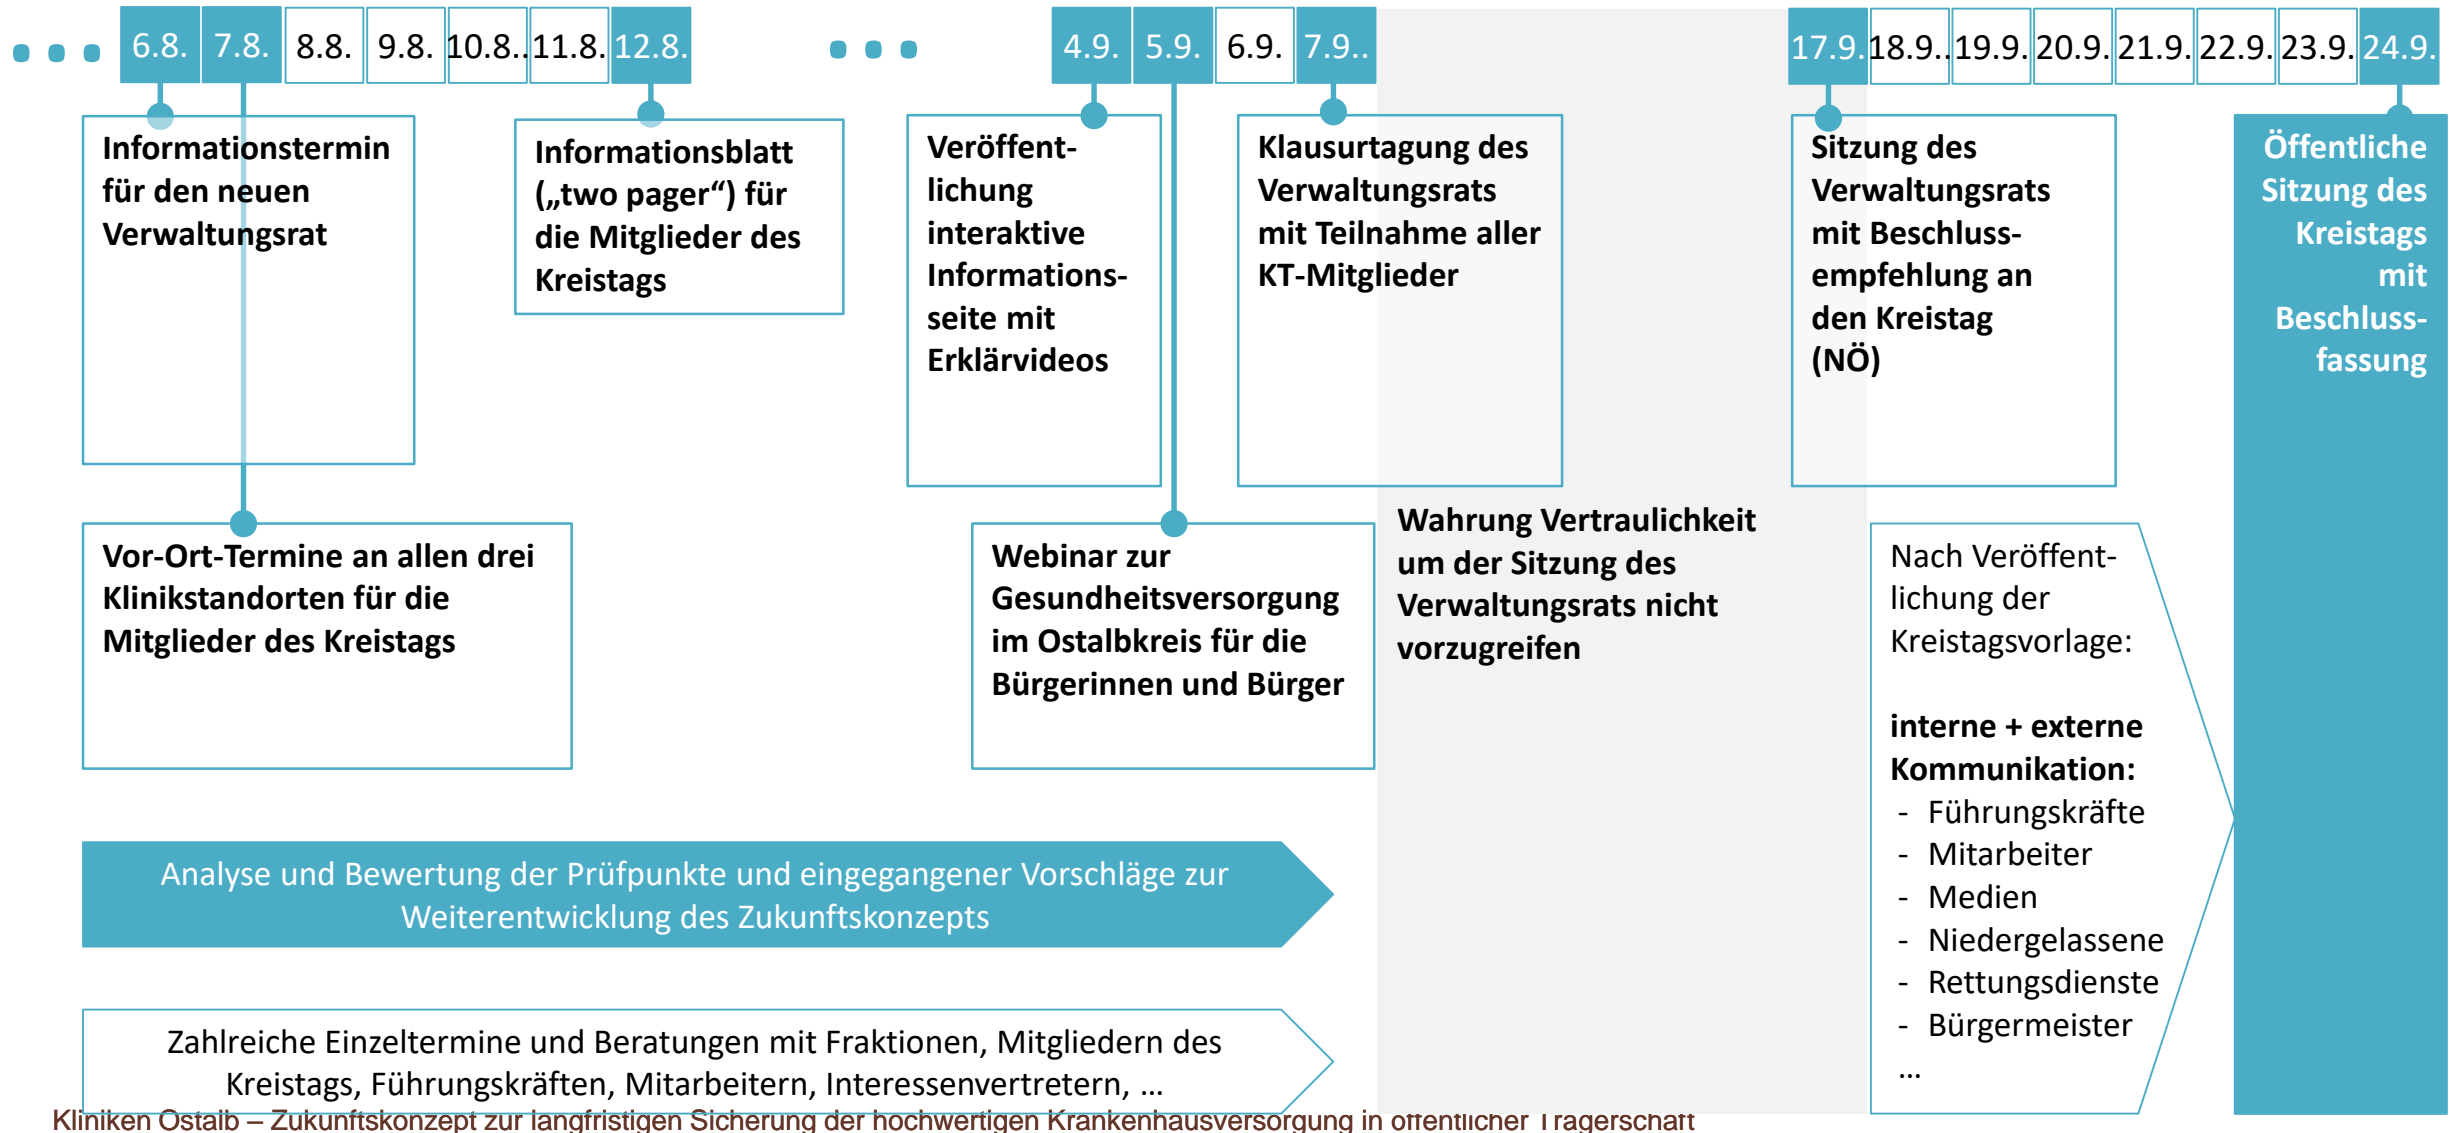 6.8. 7.8. 8.8. 9.8. 10.8.. 11.8. 12.8. 4.9. 5.9. 6.9. 7.9.. 17.9. 18.9.. 19.9. 20.9. 21.9. 22.9. 23.9. 24.9.
Informationstermin
für den neuen
Verwaltungsrat
Informationsblatt
(„two pager“) für
die Mitglieder des
Kreistags
Veröffent-
lichung
interaktive
Informations-
seite mit
Erklärvideos
Klausurtagung des
Verwaltungsrats
mit Teilnahme aller
KT-Mitglieder
Sitzung des
Verwaltungsrats
mit Beschluss-
empfehlung an
den Kreistag
(NÖ)
Öffentliche
Sitzung des
Kreistags
mit
Beschluss-
fassung
Vor-Ort-Termine an allen drei
Klinikstandorten für die
Mitglieder des Kreistags
Webinar zur
Gesundheitsversorgung
im Ostalbkreis für die
Bürgerinnen und Bürger
Wahrung Vertraulichkeit
um der Sitzung des
Verwaltungsrats nicht
vorzugreifen
Nach Veröffent-
lichung der
Kreistagsvorlage:
interne + externe
Kommunikation:
- Führungskräfte
- Mitarbeiter
- Medien
- Niedergelassene
- Rettungsdienste
- Bürgermeister
...
Analyse und Bewertung der Prüfpunkte und eingegangener Vorschläge zur
Weiterentwicklung des Zukunftskonzepts
Zahlreiche Einzeltermine und Beratungen mit Fraktionen, Mitgliedern des
Kreistags, Führungskräften, Mitarbeitern, Interessenvertretern, ...
Kliniken Ostalb – Zukunftskonzept zur langfristigen Sicherung der hochwertigen Krankenhausversorgung in öffentlicher Trägerschaft